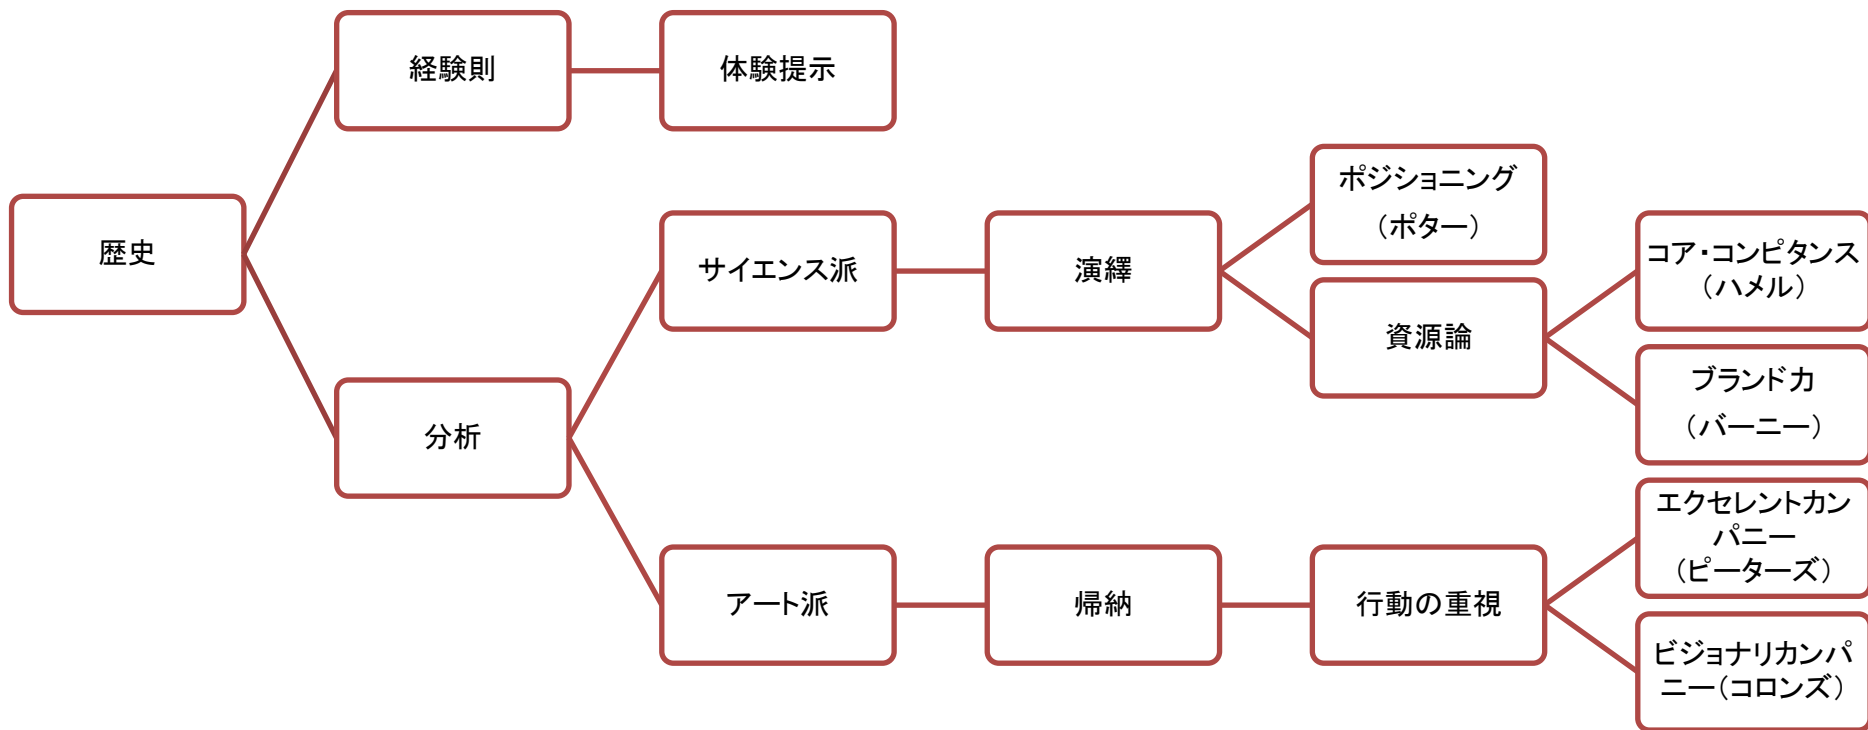 経験則
体験提示
歴史
ポジショニング
（ポター）
サイエンス派
演繹
コア・コンピタンス
（ハメル）
資源論
ブランド力
（バーニー）
分析
エクセレントカン
パニー
（ピーターズ）
アート派
帰納
行動の重視
ビジョナリカンパ
ニー（コロンズ）